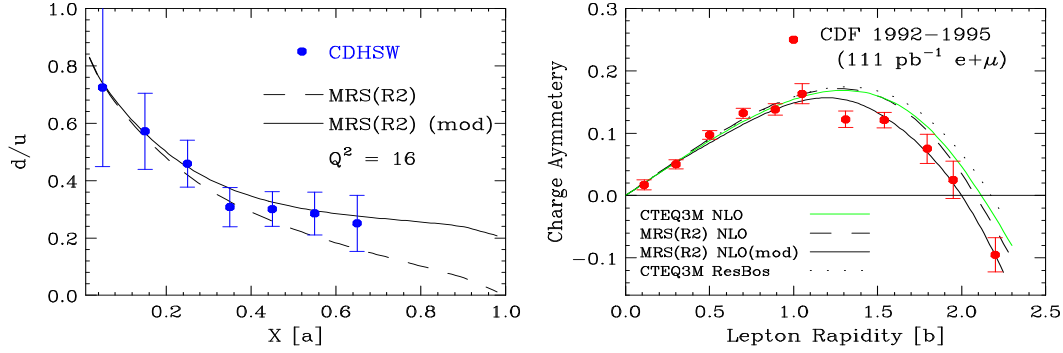 1.0
0.8
0.6
0.4
0.2
0.0
d/u
CDHSW
MRS(R2)
MRS(R2) (mod)
Q² = 16
0.2
0.4
0.6
0.8
1.0
X [a]
0.3
0.2
0.1
0.0
−0.1
Charge Aymmetery
CDF 1992−1995
(111 pb⁻¹ e+μ)
CTEQ3M NLO
MRS(R2) NLO
MRS(R2) NLO(mod)
CTEQ3M ResBos
0.0
0.5
1.0
1.5
2.0
2.5
Lepton Rapidity [b]